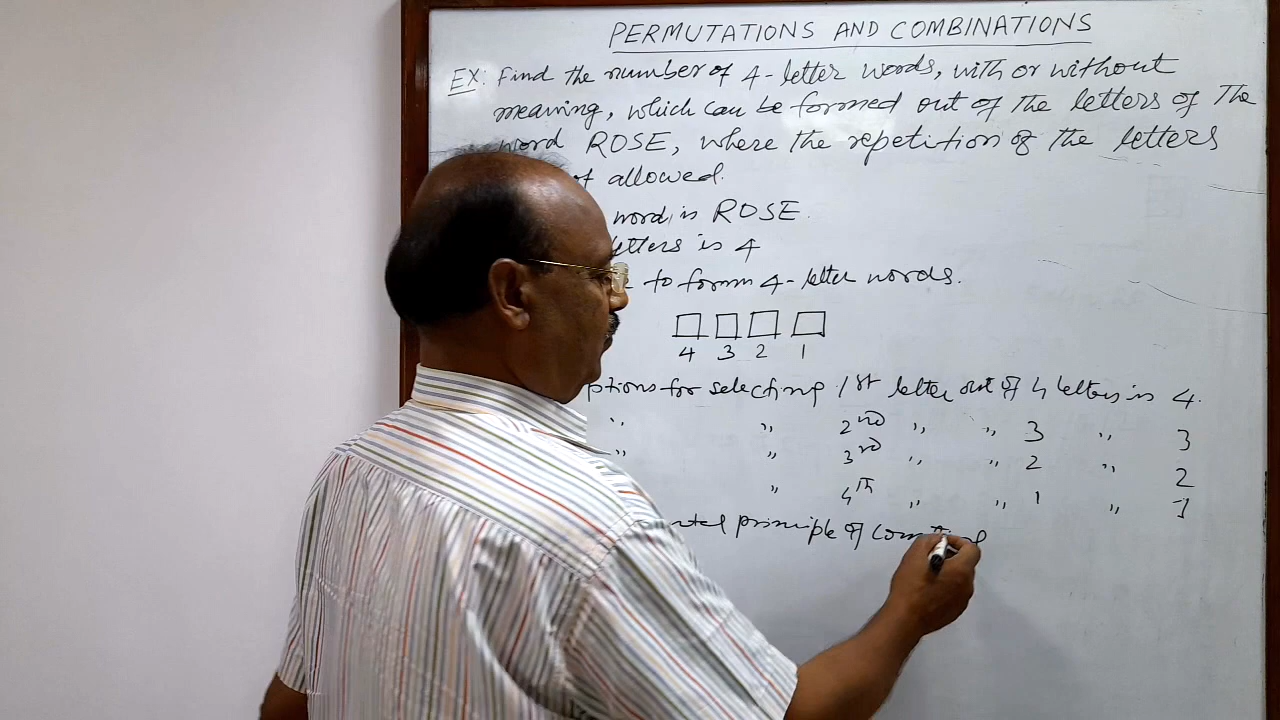 PERMUTATIONS AND COMBINATIONS
EX: Find the number of 4-letter words, with or without
meaning, which can be formed out of the letters of the
word ROSE, where the repetition of the letters
allowed.
word is ROSE.
letters is 4
to form 4-letter words.
4 3 2 1
ptions for selecting 1st letter out of 4 letters is 4.
,, ,, 2nd ,, ,, 3 ,, 3
,, ,, 3rd ,, ,, 2 ,, 2
,, 4th ,, ,, 1 ,, 1
ntal principle of counting